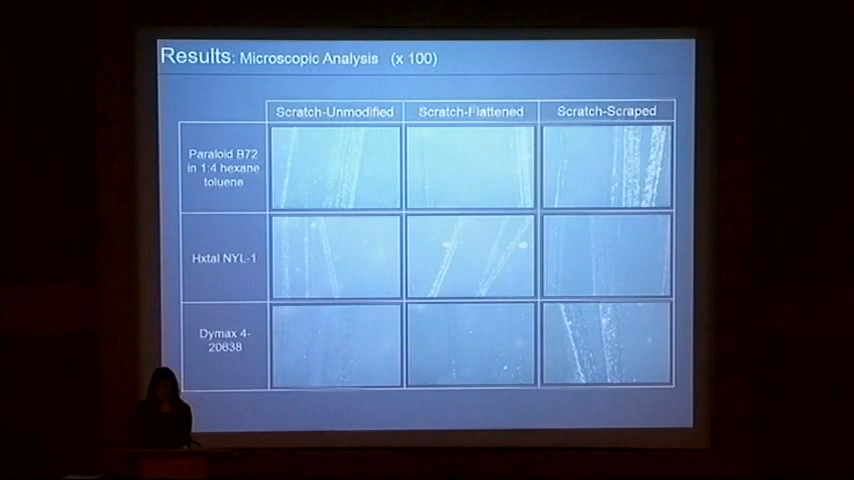 Results: Microscopic Analysis (x 100)
Scratch-Unmodified Scratch-Flattened Scratch-Scraped
Paraloid B72
in 1:4 hexane
toluene
Hxtal NYL-1
Dymax 4-
20638